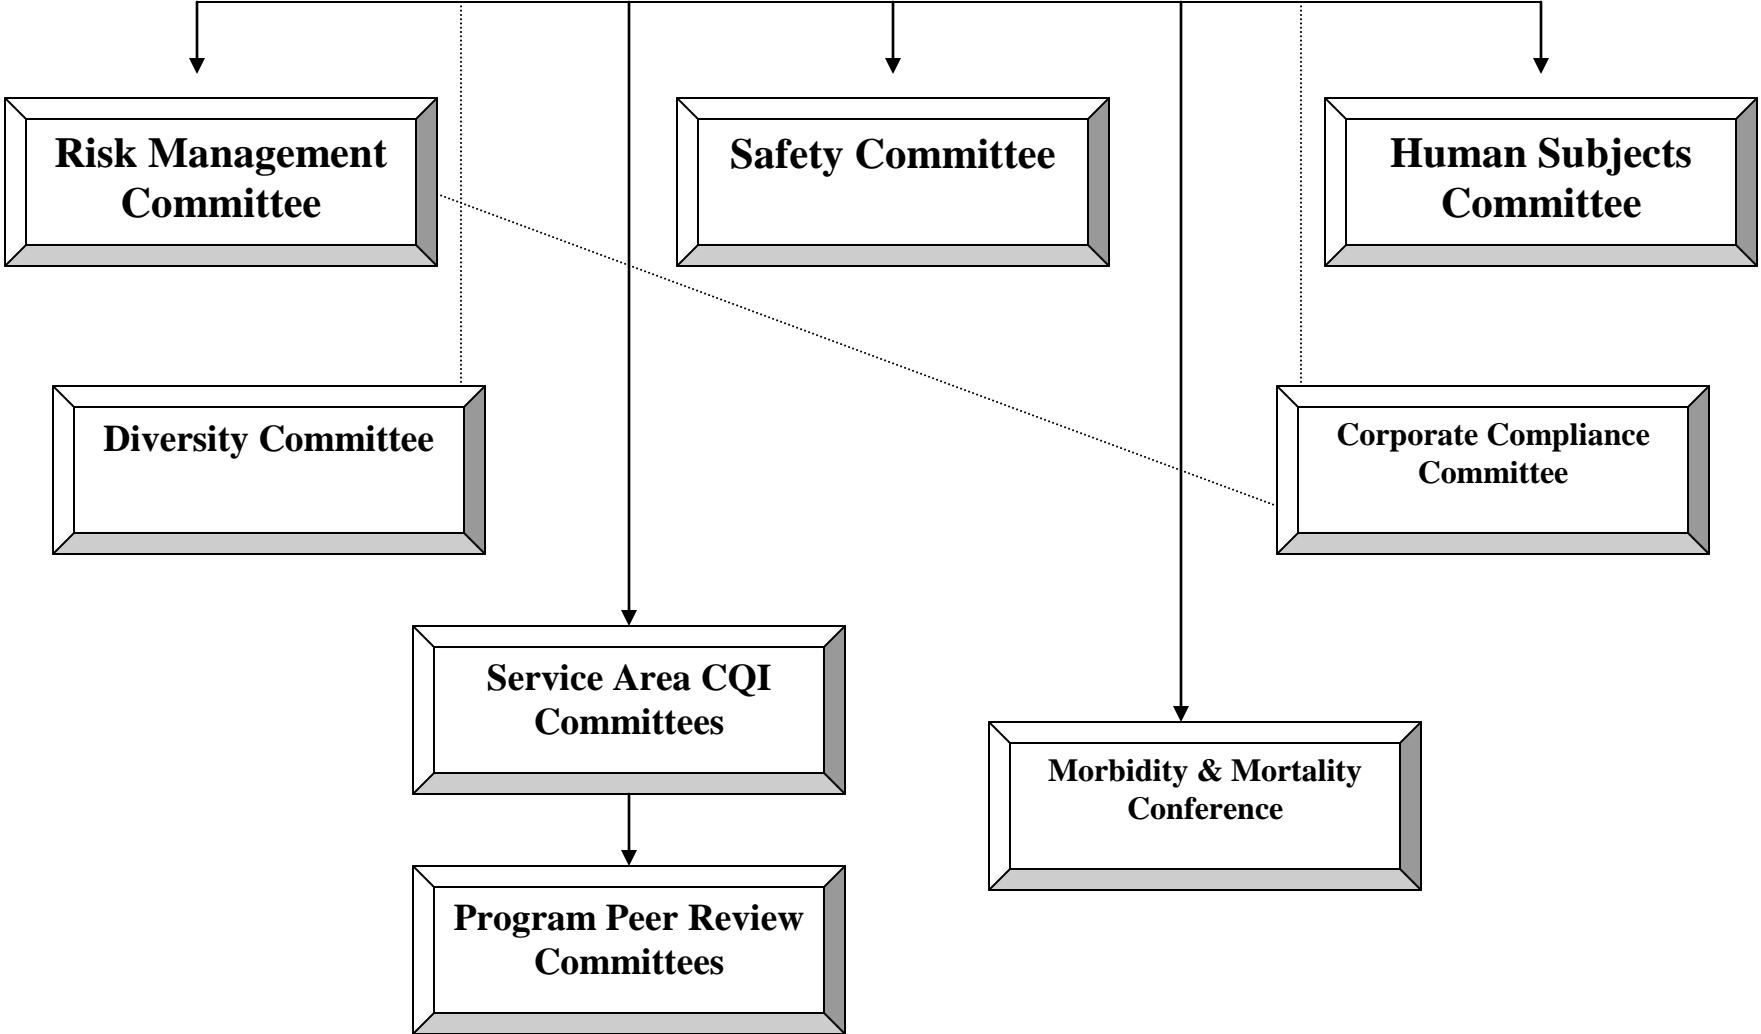 Risk Management
Committee
Safety Committee
Human Subjects
Committee
Diversity Committee
Corporate Compliance
Committee
Service Area CQI
Committees
Morbidity & Mortality
Conference
Program Peer Review
Committees